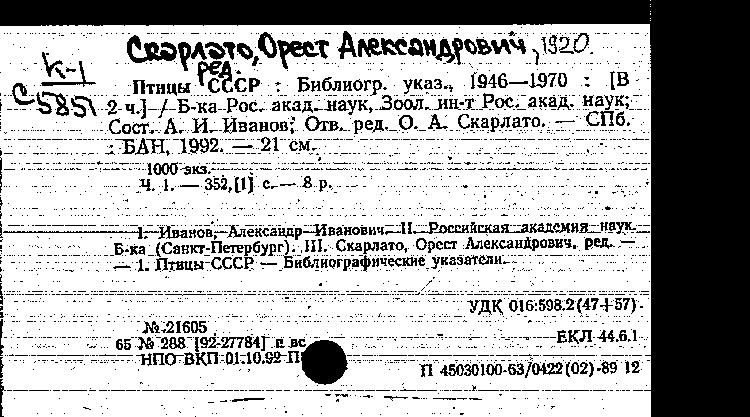 Скарлато, Орест Александрович, 1920.
ред.
К-1
С 5851
Птицы СССР : Библиогр. указ., 1946—1970 : [В
2 ч.] / Б-ка Рос. акад. наук, Зоол. ин-т Рос. акад. наук;
Сост. А. И. Иванов; Отв. ред. О. А. Скарлато. — СПб.
: БАН, 1992. — 21 см.
1000 экз.
Ч. 1. — 352,[1] с. — 8 р.
I. Иванов, Александр Иванович. II. Российская академия наук.
Б-ка (Санкт-Петербург). III. Скарлато, Орест Александрович, ред. —
— 1. Птицы СССР — Библиографические указатели.
УДК 016:598.2(47+57)
№ 21605
65 № 288 [92-27784] п вс
БКЛ 44.6.1
НПО ВКП 01.10.92 П
П 45030100-63/0422(02)-89 12